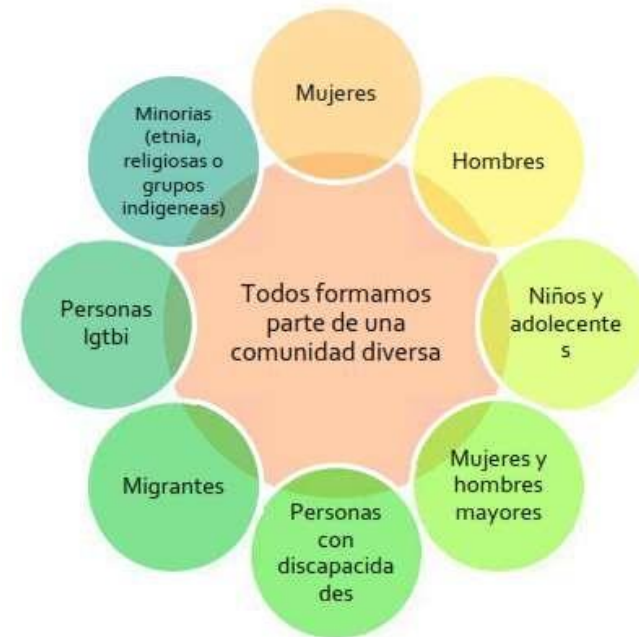 Mujeres
Hombres
Niños y
adolecente
s
Mujeres y
hombres
mayores
Personas
con
discapacida
des
Migrantes
Personas
lgtbi
Minorias
(etnia,
religiosas o
grupos
indigeneas)
Todos formamos
parte de una
comunidad diversa